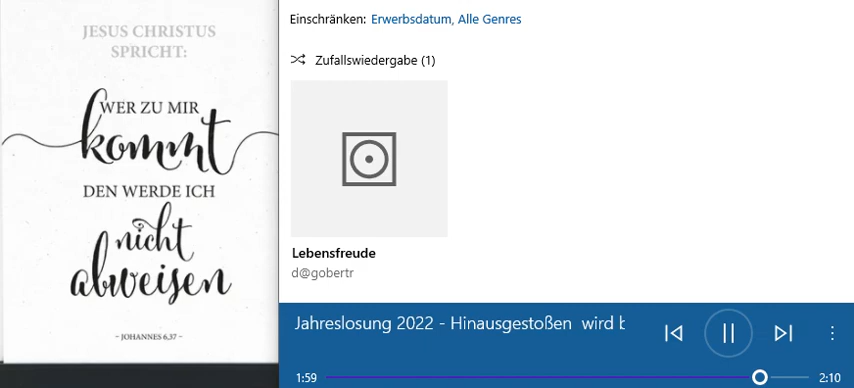 JESUS CHRISTUS
SPRICHT:
WER ZU MIR
kommt
DEN WERDE ICH
nicht
abweisen
- JOHANNES 6,37 -
Einschränken: Erwerbsdatum, Alle Genres
Zufallswiedergabe (1)
Lebensfreude
d@gobertr
Jahreslosung 2022 - Hinausgestoßen wird b
1:59
2:10